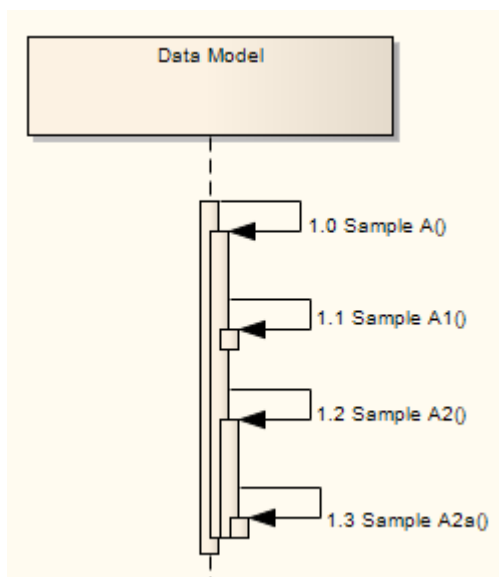 Data Model
1.0 Sample A()
1.1 Sample A1()
1.2 Sample A2()
1.3 Sample A2a()